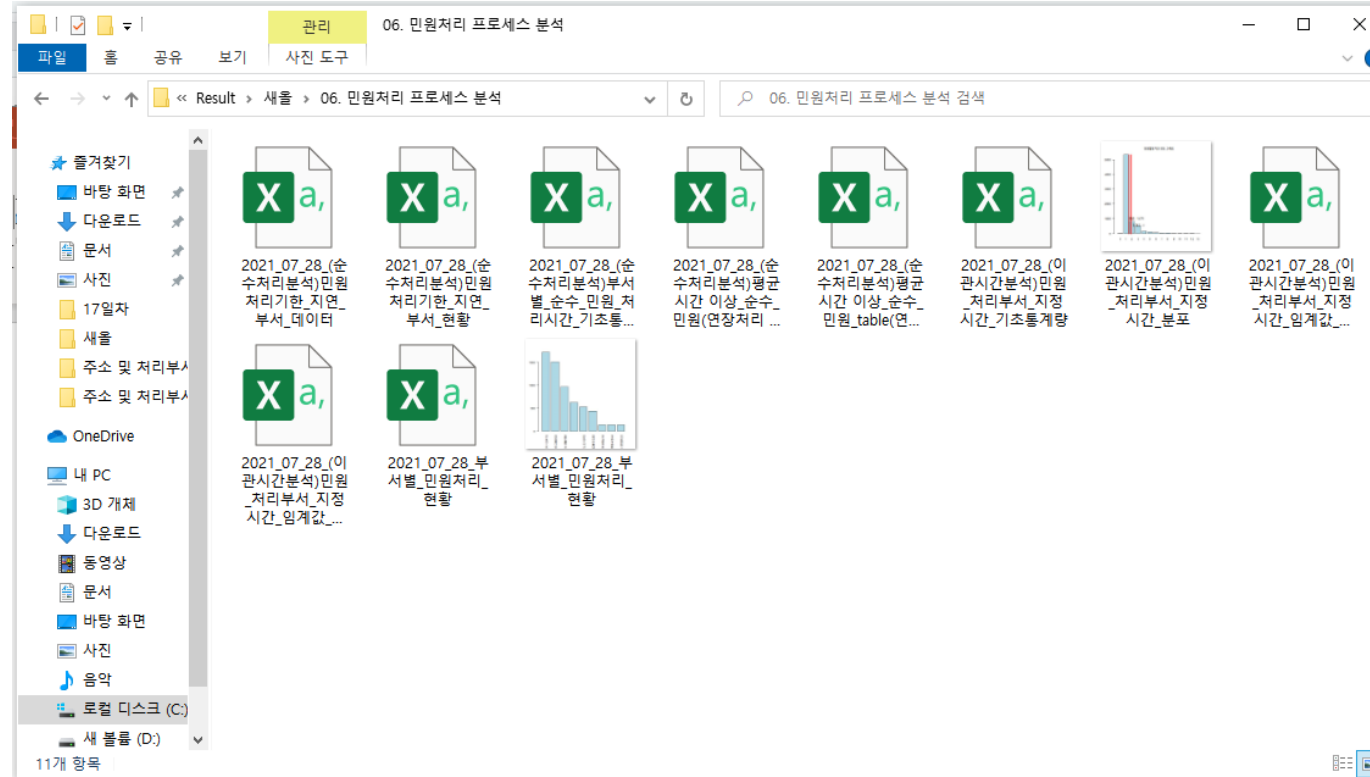 관리
06. 민원처리 프로세스 분석
파일
홈
공유
보기
사진 도구
« Result › 새올 › 06. 민원처리 프로세스 분석
06. 민원처리 프로세스 분석 검색
즐겨찾기
바탕 화면
다운로드
문서
사진
17일차
새올
주소 및 처리부서
주소 및 처리부서
OneDrive
내 PC
3D 개체
다운로드
동영상
문서
바탕 화면
사진
음악
로컬 디스크 (C:)
새 볼륨 (D:)
X a,
X a,
X a,
X a,
X a,
X a,
X a,
2021_07_28_(순
수처리분석)민원
처리기한_지연_
부서_데이터
2021_07_28_(순
수처리분석)민원
처리기한_지연_
부서_현황
2021_07_28_(순
수처리분석)부서
별_순수_민원_처
리시간_기초통...
2021_07_28_(순
수처리분석)평균
시간 이상_순수_
민원(연장처리 ...
2021_07_28_(순
수처리분석)평균
시간 이상_순수_
민원_table(연...
2021_07_28_(이
관시간분석)민원
_처리부서_지정
시간_기초통계량
2021_07_28_(이
관시간분석)민원
_처리부서_지정
시간_분포
2021_07_28_(이
관시간분석)민원
_처리부서_지정
시간_임계값_...
X a,
X a,
2021_07_28_(이
관시간분석)민원
_처리부서_지정
시간_임계값_...
2021_07_28_부
서별_민원처리_
현황
2021_07_28_부
서별_민원처리_
현황
11개 항목